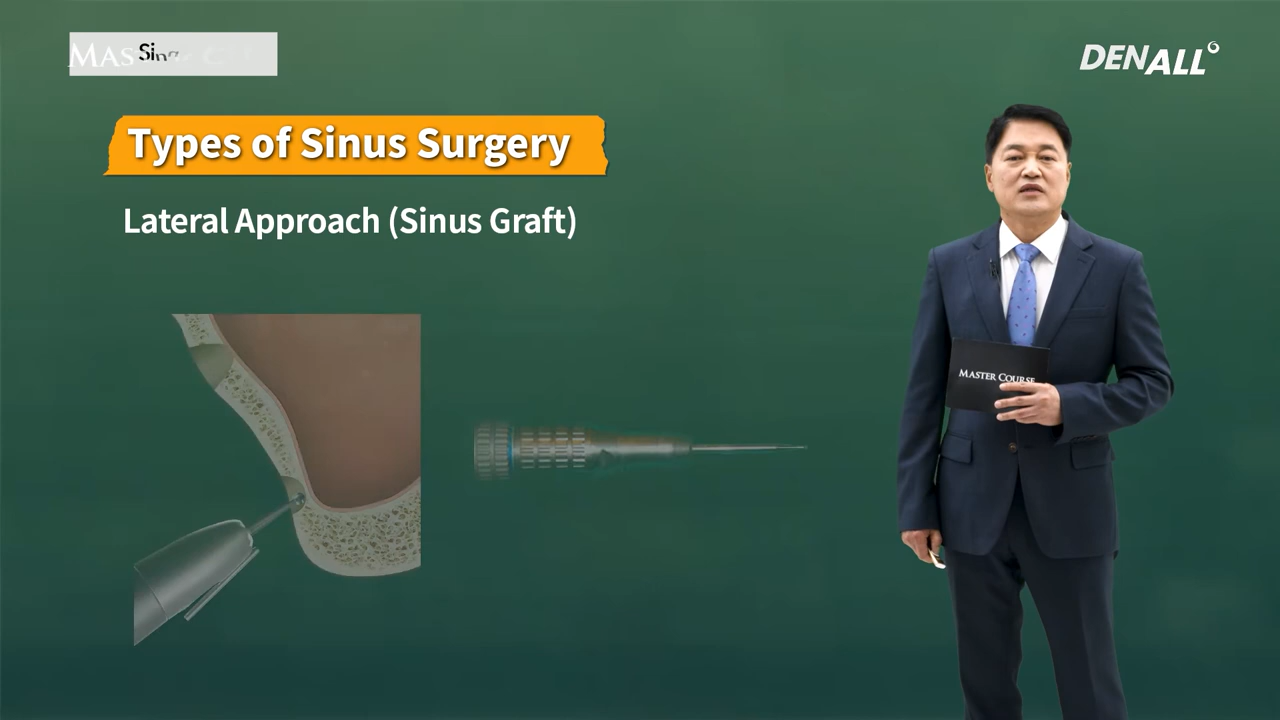 DENALL
Types of Sinus Surgery
Lateral Approach (Sinus Graft)
MASTER COURSE